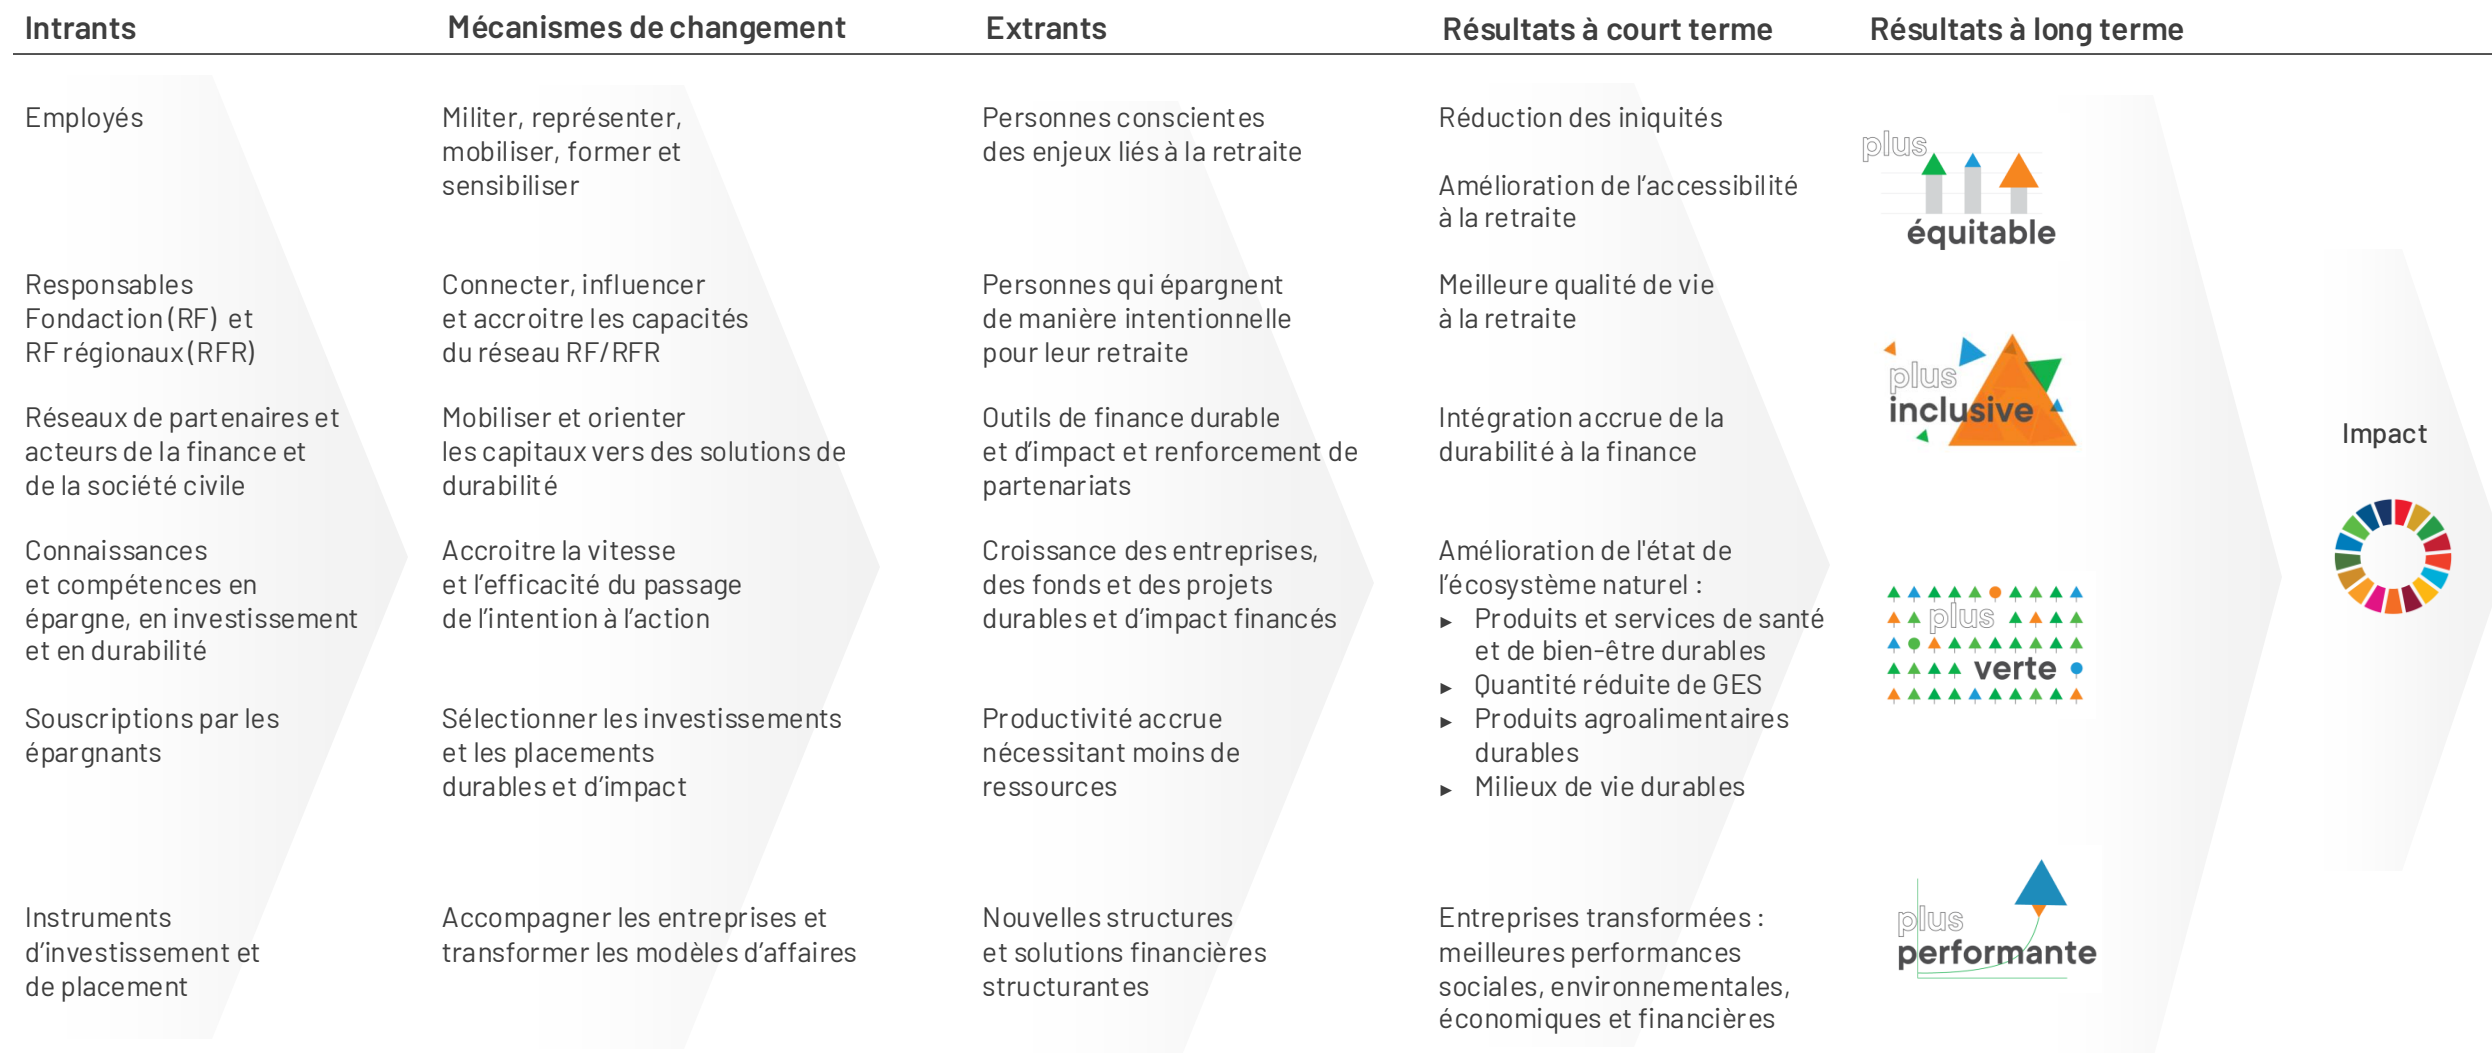 Intrants
Mécanismes de changement
Extrants
Résultats à court terme
Résultats à long terme
Employés
Militer, représenter,
mobiliser, former et
sensibiliser
Personnes conscientes
des enjeux liés à la retraite
Réduction des iniquités
Amélioration de l’accessibilité
à la retraite
plus
équitable
Responsables
Fondaction (RF) et
RF régionaux (RFR)
Connecter, influencer
et accroitre les capacités
du réseau RF/RFR
Personnes qui épargnent
de manière intentionnelle
pour leur retraite
Meilleure qualité de vie
à la retraite
plus
inclusive
Réseaux de partenaires et
acteurs de la finance et
de la société civile
Mobiliser et orienter
les capitaux vers des solutions de
durabilité
Outils de finance durable
et d’impact et renforcement de
partenariats
Intégration accrue de la
durabilité à la finance
Impact
Connaissances
et compétences en
épargne, en investissement
et en durabilité
Accroitre la vitesse
et l’efficacité du passage
de l’intention à l’action
Croissance des entreprises,
des fonds et des projets
durables et d’impact financés
Amélioration de l'état de
l’écosystème naturel :
► Produits et services de santé
et de bien-être durables
► Quantité réduite de GES
► Produits agroalimentaires
durables
► Milieux de vie durables
plus
verte
Souscriptions par les
épargnants
Sélectionner les investissements
et les placements
durables et d’impact
Productivité accrue
nécessitant moins de
ressources
Instruments
d’investissement et
de placement
Accompagner les entreprises et
transformer les modèles d’affaires
Nouvelles structures
et solutions financières
structurantes
Entreprises transformées :
meilleures performances
sociales, environnementales,
économiques et financières
plus
performante